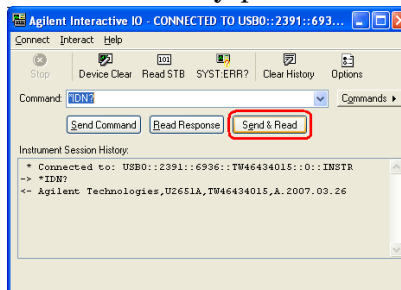 Agilent Interactive IO - CONNECTED TO USB0::2391::693...
Connect Interact Help
Stop Device Clear Read STB SYST:ERR? Clear History Options
Command: *IDN? Commands
Send Command Read Response Send & Read
Instrument Session History:
* Connected to: USB0::2391::6936::TW46434015::0::INSTR
-> *IDN?
<- Agilent Technologies,U2651A,TW46434015,A.2007.03.26